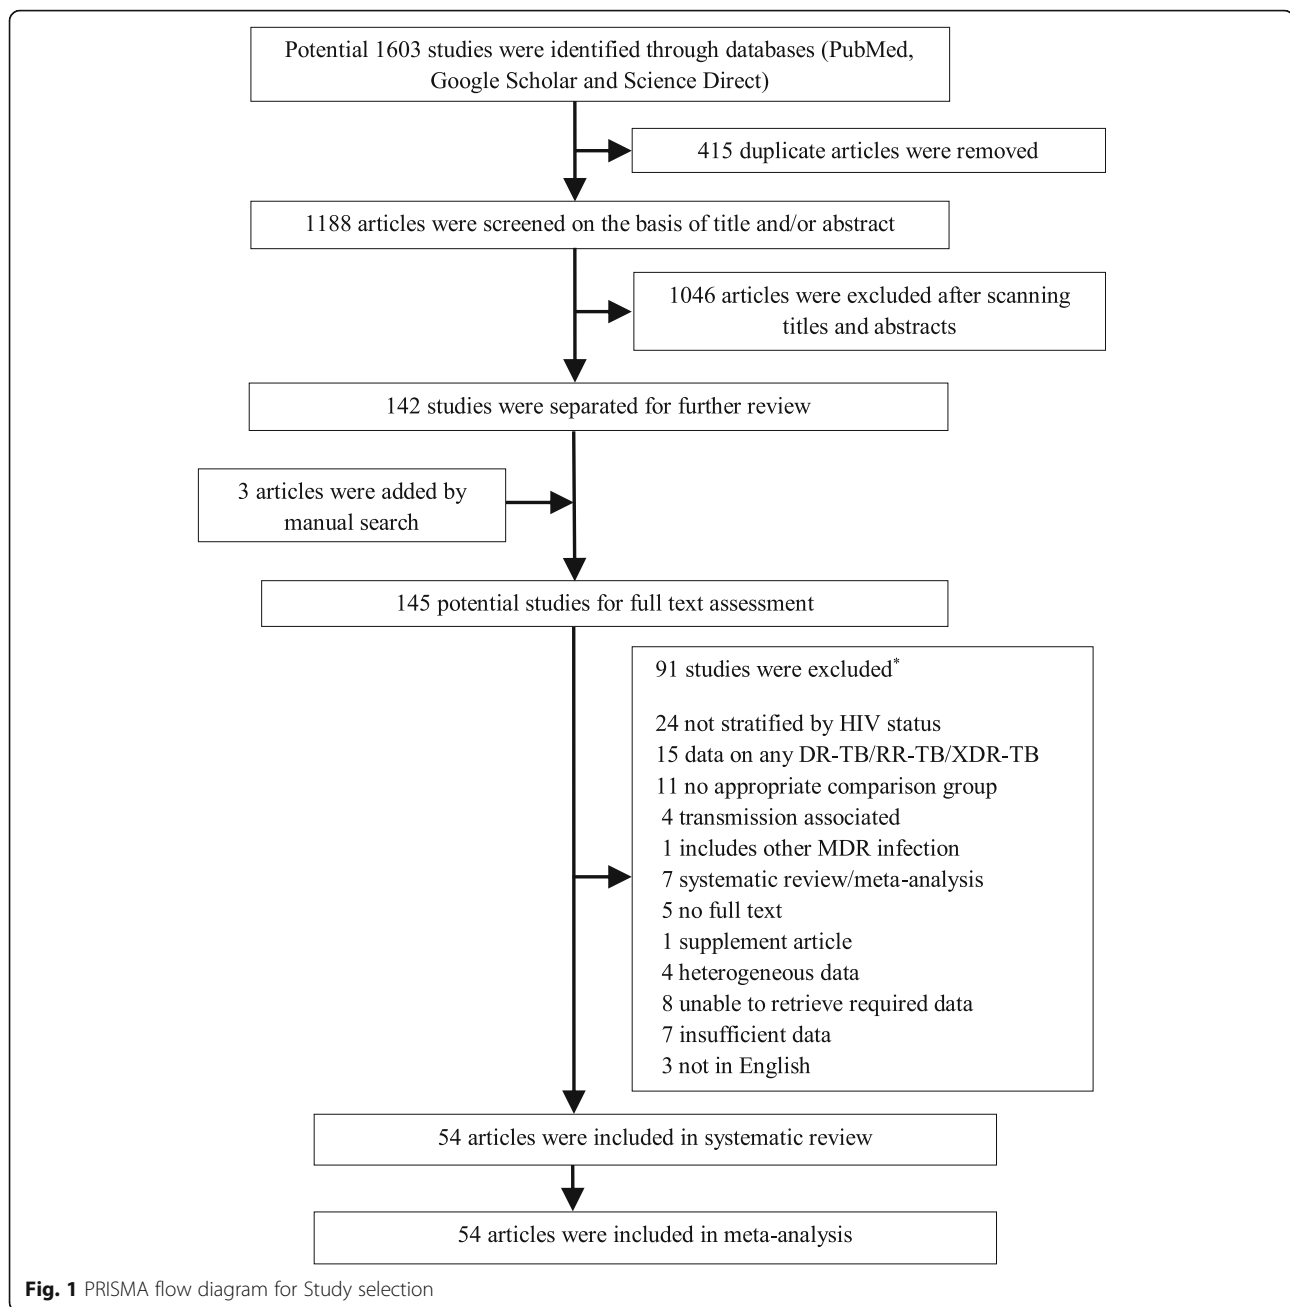 Potential 1603 studies were identified through databases (PubMed,
Google Scholar and Science Direct)
415 duplicate articles were removed
1188 articles were screened on the basis of title and/or abstract
1046 articles were excluded after scanning
titles and abstracts
142 studies were separated for further review
3 articles were added by
manual search
145 potential studies for full text assessment
91 studies were excluded*
24 not stratified by HIV status
15 data on any DR-TB/RR-TB/XDR-TB
11 no appropriate comparison group
4 transmission associated
1 includes other MDR infection
7 systematic review/meta-analysis
5 no full text
1 supplement article
4 heterogeneous data
8 unable to retrieve required data
7 insufficient data
3 not in English
54 articles were included in systematic review
54 articles were included in meta-analysis
Fig. 1 PRISMA flow diagram for Study selection